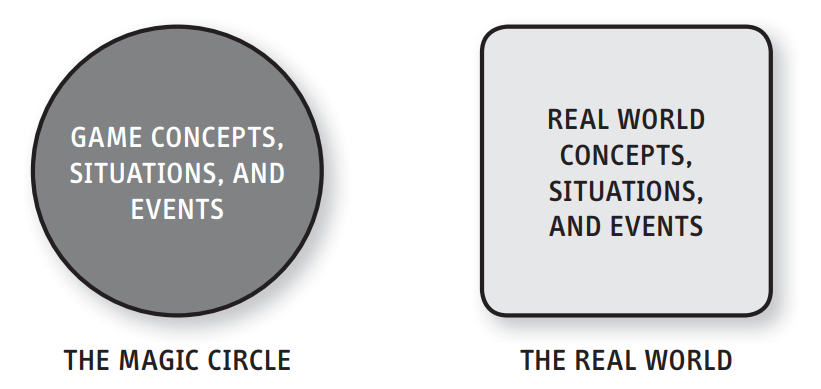 GAME CONCEPTS,
SITUATIONS, AND
EVENTS
THE MAGIC CIRCLE
REAL WORLD
CONCEPTS,
SITUATIONS,
AND EVENTS
THE REAL WORLD